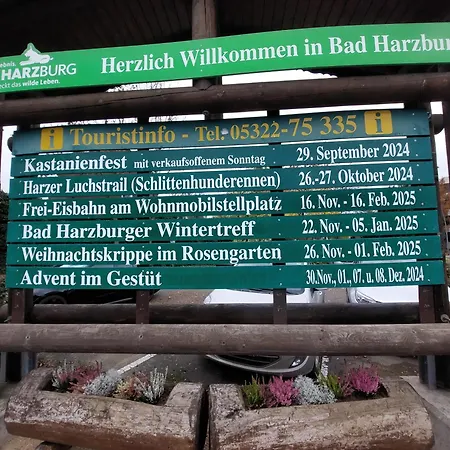 Herzlich Willkommen in Bad Harzburg
HARZBURG
Touristinfo - Tel. 05322-75 335
Kastanienfest mit verkaufsoffenem Sonntag 29. September 2024
Harzer Luchstrail (Schlittenhunderennen) 26.-27. Oktober 2024
Frei-Eisbahn am Wohnmobilstellplatz 16. Nov. - 16. Feb. 2025
Bad Harzburger Wintertreff 22. Nov. - 05. Jan. 2025
Weihnachtskrippe im Rosengarten 26. Nov. - 01. Feb. 2025
Advent im Gestüt 30.Nov., 01., 07. u. 08. Dez. 2024